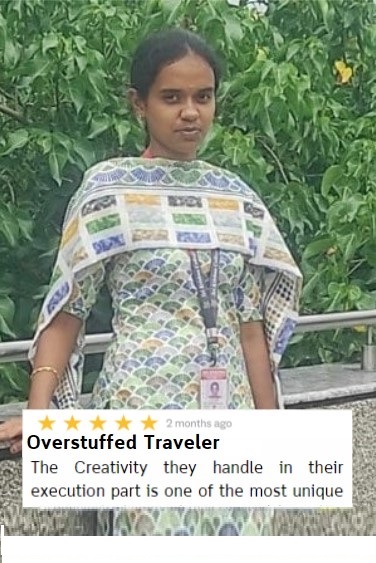 2 months ago
Overstuffed Traveler
The Creativity they handle in their
execution part is one of the most unique